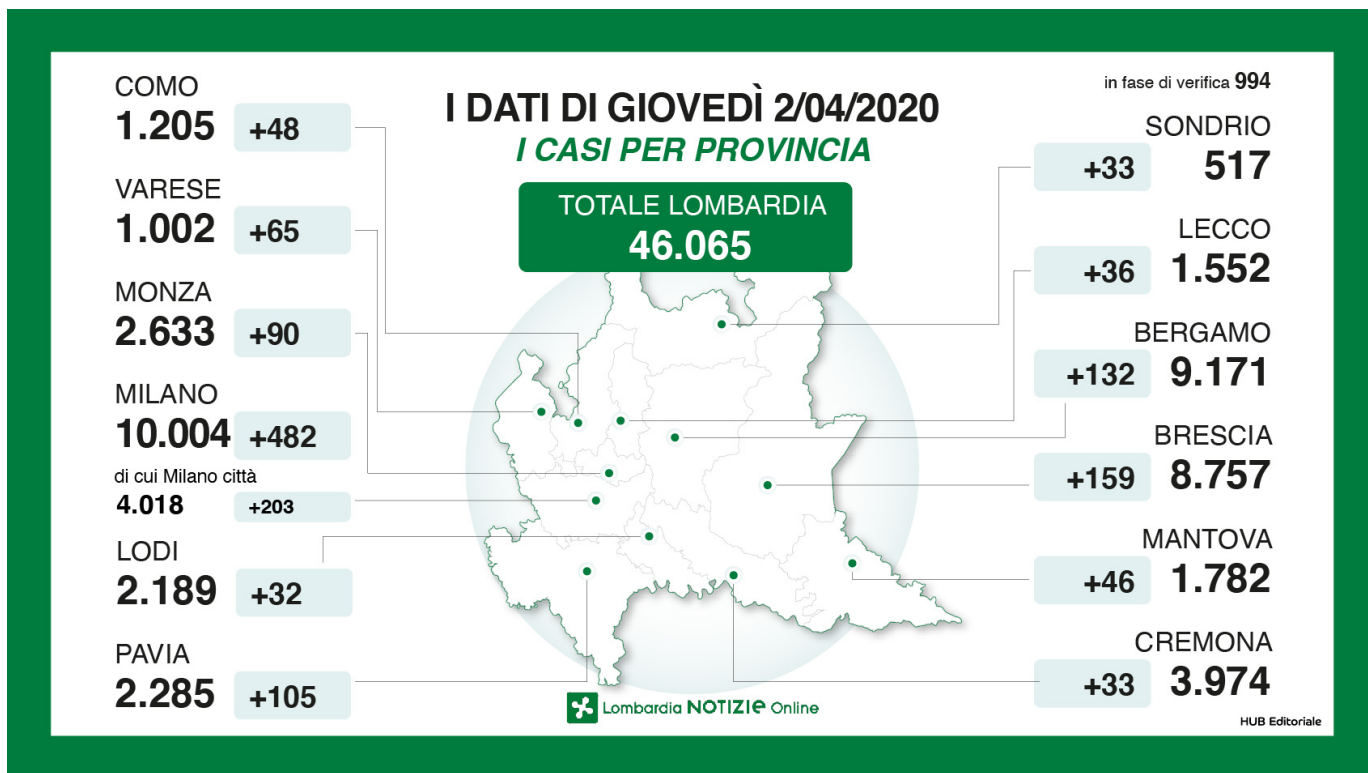 I DATI DI GIOVEDÌ 2/04/2020
I CASI PER PROVINCIA
TOTALE LOMBARDIA
46.065
COMO
1.205 +48
VARESE
1.002 +65
MONZA
2.633 +90
MILANO
10.004 +482
di cui Milano città
4.018 +203
LODI
2.189 +32
PAVIA
2.285 +105
in fase di verifica 994
SONDRIO
+33 517
LECCO
+36 1.552
BERGAMO
+132 9.171
BRESCIA
+159 8.757
MANTOVA
+46 1.782
CREMONA
+33 3.974
Lombardia NOTIZIe Online
HUB Editoriale